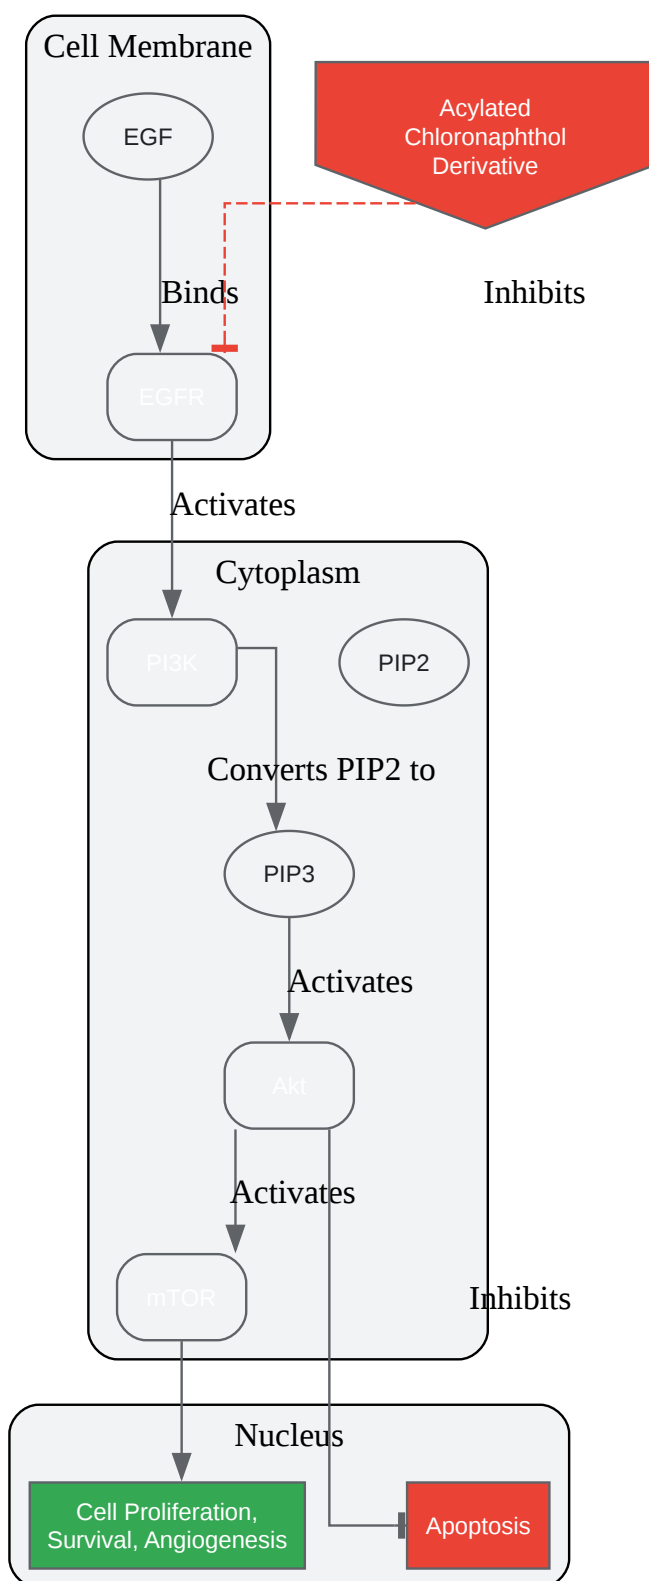 Cell Membrane
EGF
Acylated
Chloronaphthol
Derivative
Binds
Inhibits
EGFR
Activates
Cytoplasm
PI3K
PIP2
Converts PIP2 to
PIP3
Activates
Akt
Activates
mTOR
Inhibits
Nucleus
Cell Proliferation,
Survival, Angiogenesis
Apoptosis